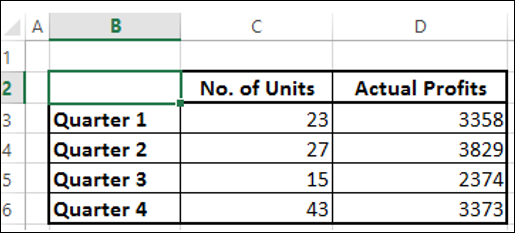 A B C D
1
2 No. of Units Actual Profits
3 Quarter 1 23 3358
4 Quarter 2 27 3829
5 Quarter 3 15 2374
6 Quarter 4 43 3373